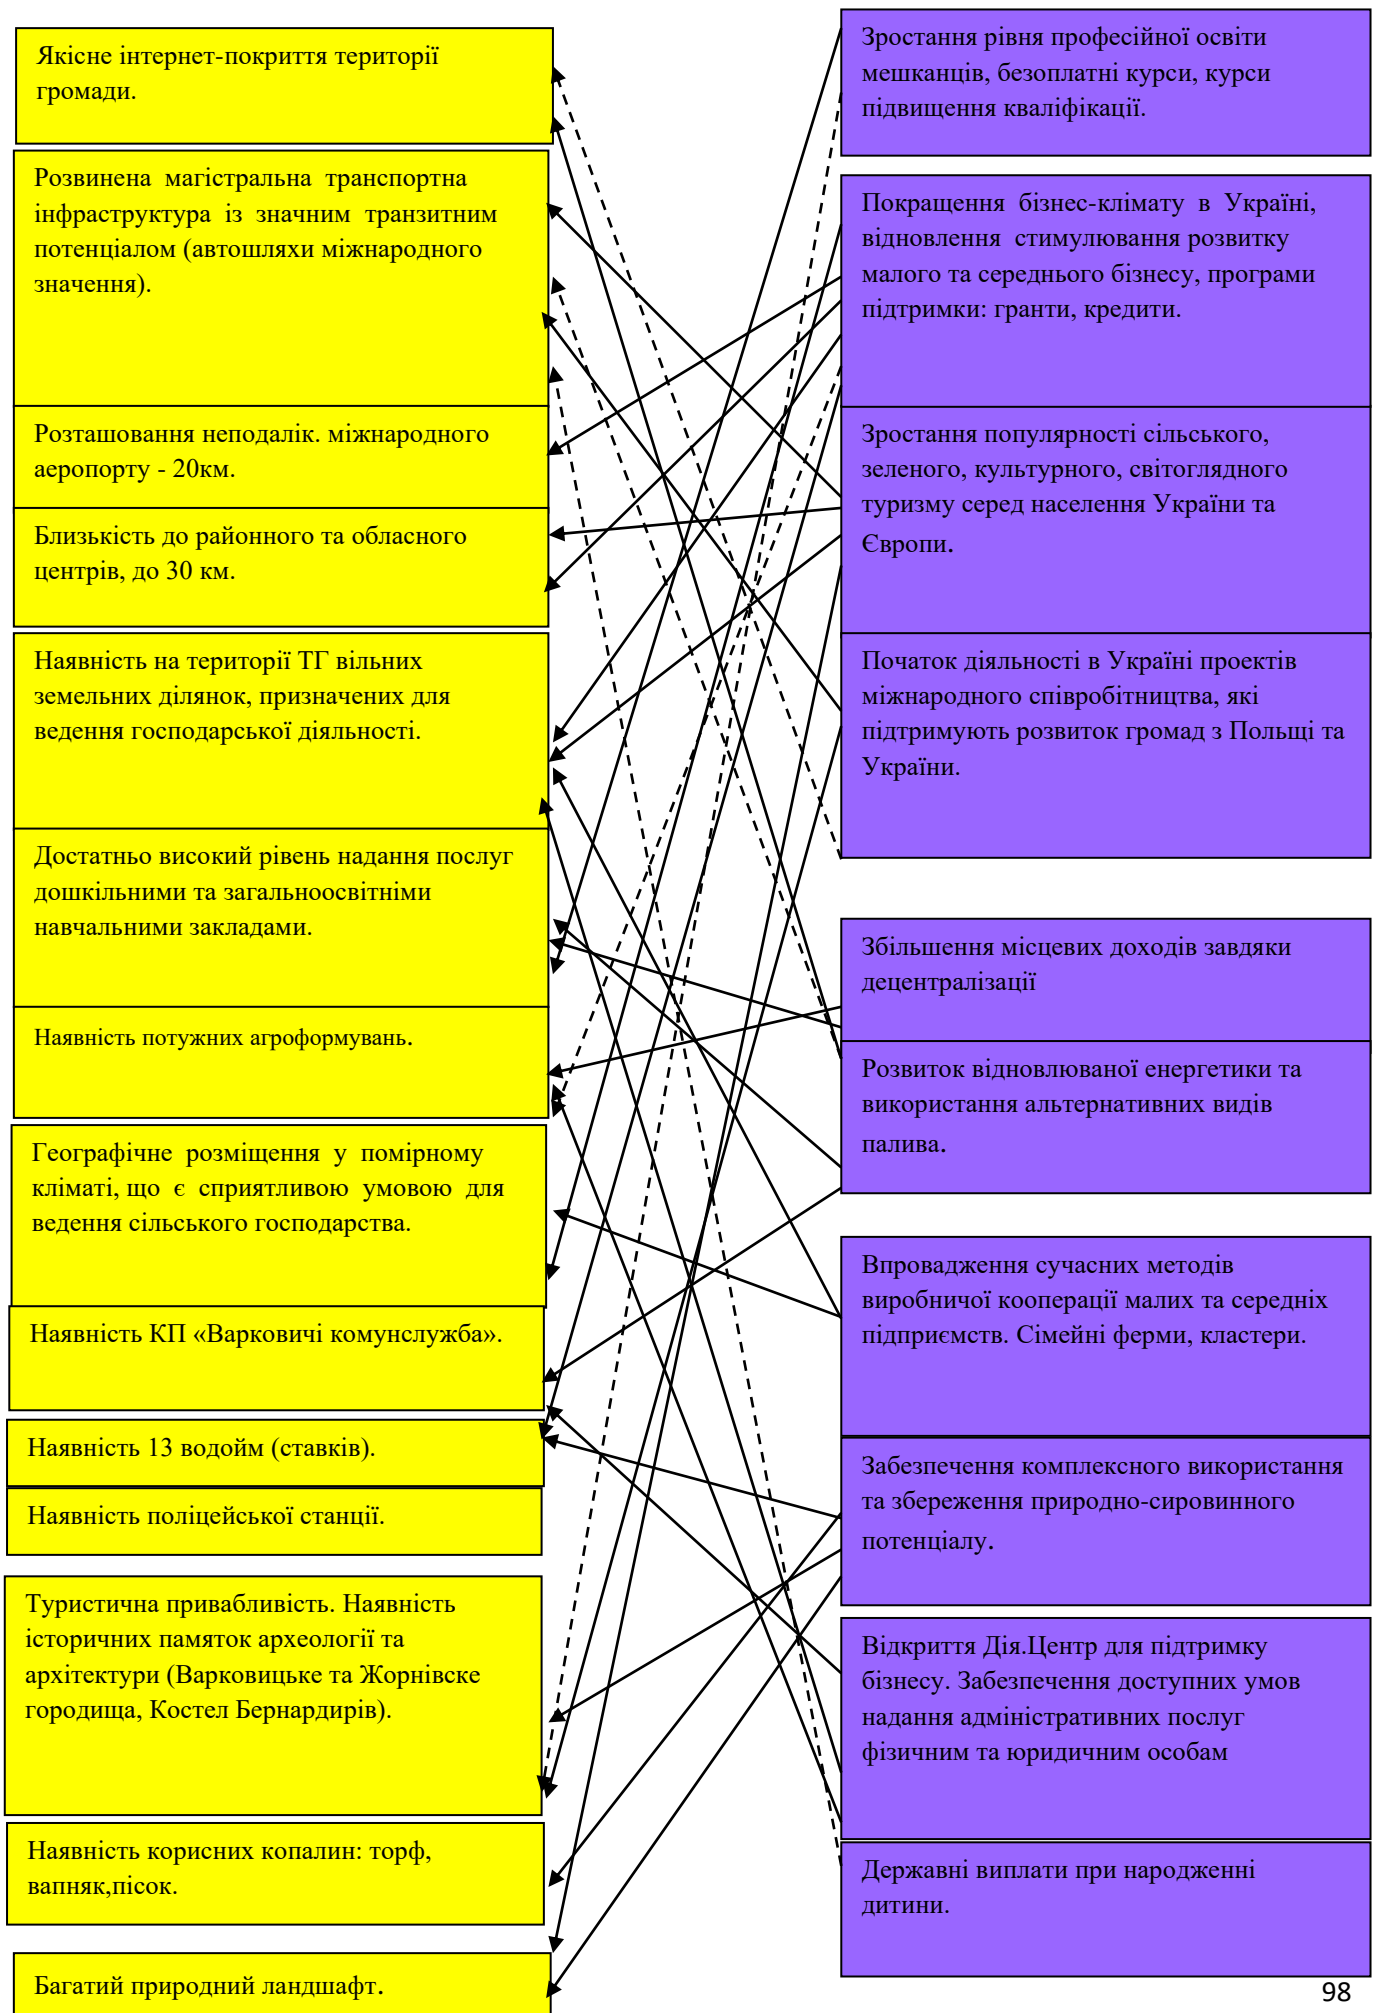 Якісне інтернет-покриття території
громади.
Розвинена магістральна транспортна
інфраструктура із значним транзитним
потенціалом (автошляхи міжнародного
значення).
Розташовання неподалік. міжнародного
аеропорту - 20км.
Близькість до районного та обласного
центрів, до 30 км.
Наявність на території ТГ вільних
земельних ділянок, призначених для
ведення господарської діяльності.
Достатньо високий рівень надання послуг
дошкільними та загальноосвітніми
навчальними закладами.
Наявність потужних агроформувань.
Географічне розміщення у помірному
кліматі, що є сприятливою умовою для
ведення сільського господарства.
Наявність КП «Варковичі комунслужба».
Наявність 13 водойм (ставків).
Наявність поліцейської станції.
Туристична привабливість. Наявність
історичних памяток археології та
архітектури (Варковицьке та Жорнівске
городища, Костел Бернардирів).
Наявність корисних копалин: торф,
вапняк,пісок.
Багатий природний ландшафт.
Зростання рівня професійної освіти
мешканців, безоплатні курси, курси
підвищення кваліфікації.
Покращення бізнес-клімату в Україні,
відновлення стимулювання розвитку
малого та середнього бізнесу, програми
підтримки: гранти, кредити.
Зростання популярності сільського,
зеленого, культурного, світоглядного
туризму серед населення України та
Європи.
Початок діяльності в Україні проектів
міжнародного співробітництва, які
підтримують розвиток громад з Польщі та
України.
Збільшення місцевих доходів завдяки
децентралізації
Розвиток відновлюваної енергетики та
використання альтернативних видів
палива.
Впровадження сучасних методів
виробничої кооперації малих та середніх
підприємств. Сімейні ферми, кластери.
Забезпечення комплексного використання
та збереження природно-сировинного
потенціалу.
Відкриття Дія.Центр для підтримку
бізнесу. Забезпечення доступних умов
надання адміністративних послуг
фізичним та юридичним особам
Державні виплати при народженні
дитини.
98